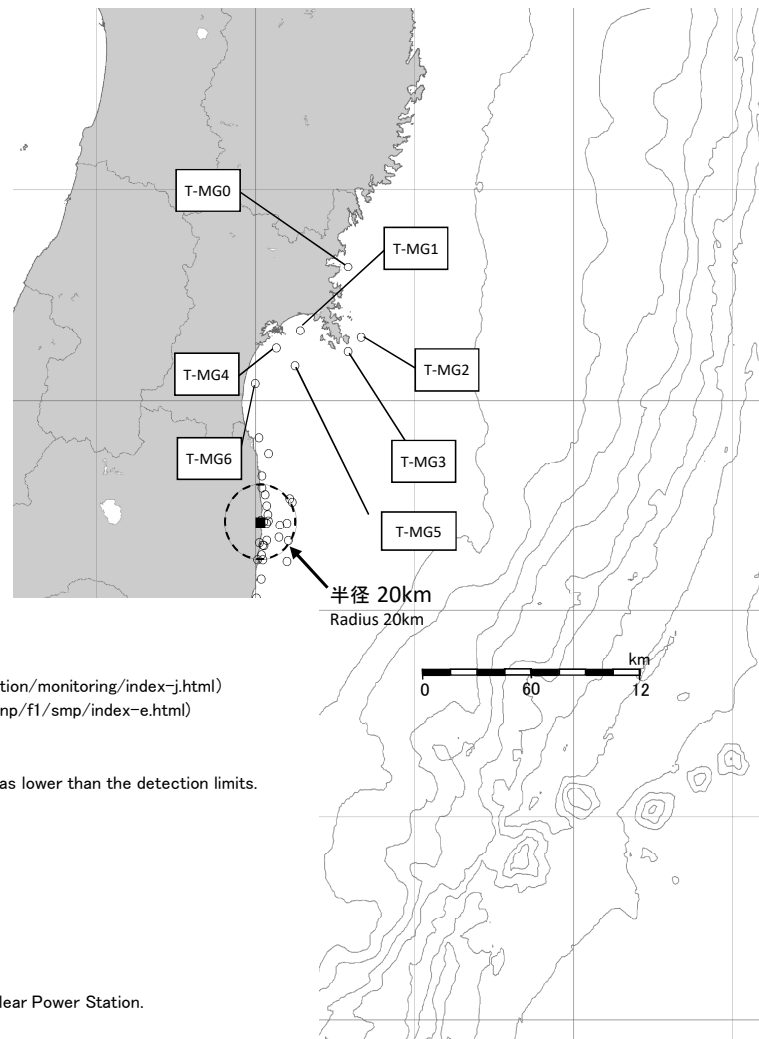 T-MG0
T-MG1
T-MG4
T-MG2
T-MG6
T-MG3
T-MG5
半径 20km
Radius 20km
km
0 60 12
tion/monitoring/index-j.html)
np/f1/smp/index-e.html)
as lower than the detection limits.
lear Power Station.